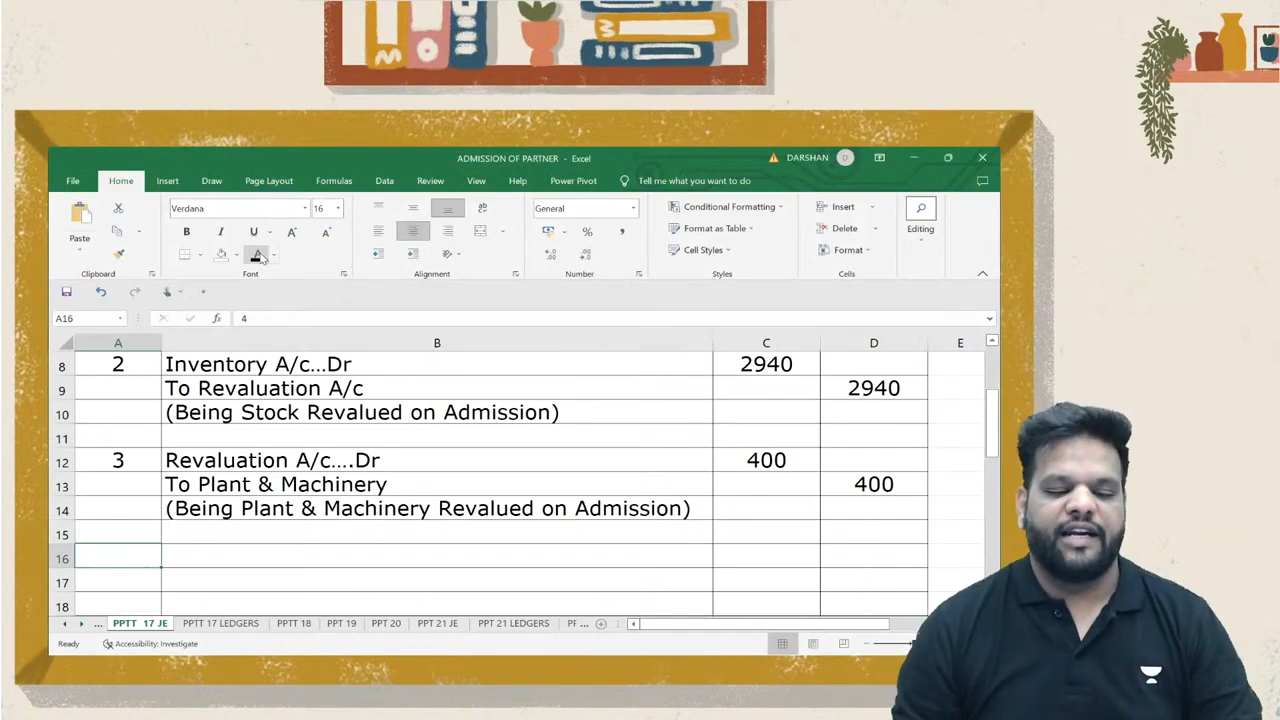 ADMISSION OF PARTNER - Excel
DARSHAN
D
File Home Insert Draw Page Layout Formulas Data Review View Help Power Pivot Tell me what you want to do
Verdana 16
General
Conditional Formatting
Insert
Paste
B I U A A
ab
% ,
Format as Table
Delete
Editing
A
Cell Styles
Format
Clipboard Font Alignment Number Styles Cells
A16 fx 4
A B C D E
8 2 Inventory A/c...Dr 2940
9 To Revaluation A/c 2940
10 (Being Stock Revalued on Admission)
11
12 3 Revaluation A/c....Dr 400
13 To Plant & Machinery 400
14 (Being Plant & Machinery Revalued on Admission)
15
16
17
18
... PPTT 17 JE PPTT 17 LEDGERS PPTT 18 PPT 19 PPT 20 PPT 21 JE PPT 21 LEDGERS PF ...
Ready Accessibility: Investigate